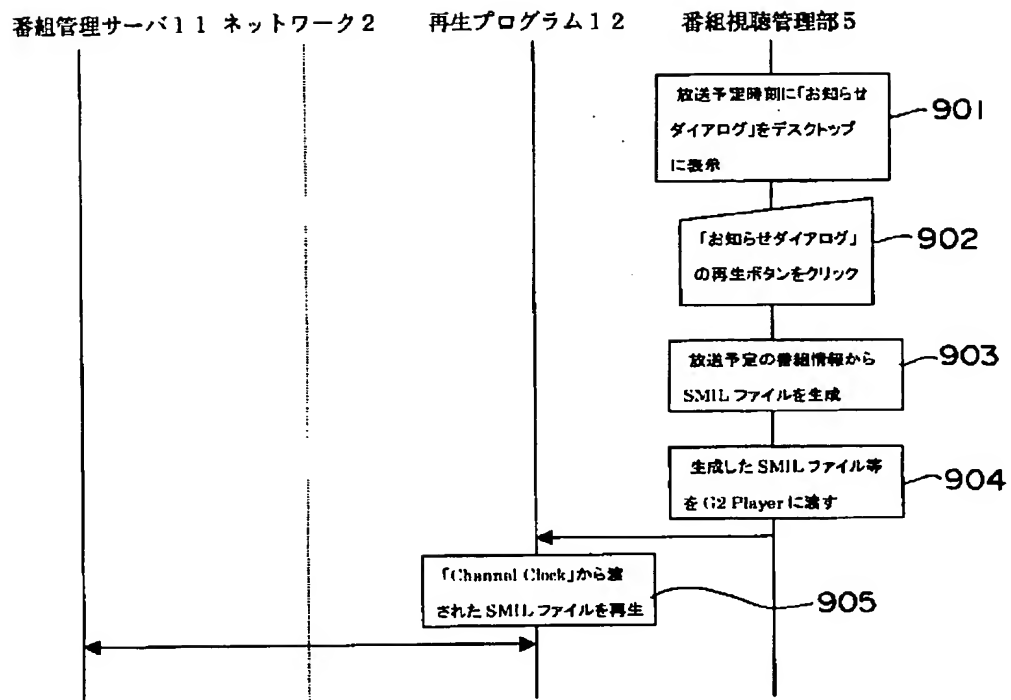 番組管理サーバ11 ネットワーク2 再生プログラム12 番組視聴管理部5
放送予定時刻に「お知らせ
ダイアログ」をデスクトップ
に表示
901
「お知らせダイアログ」
の再生ボタンをクリック
902
放送予定の番組情報から
SMILファイルを生成
903
生成したSMILファイル等
をG2 Playerに渡す
904
「Channel Clock」から渡
されたSMILファイルを再生
905